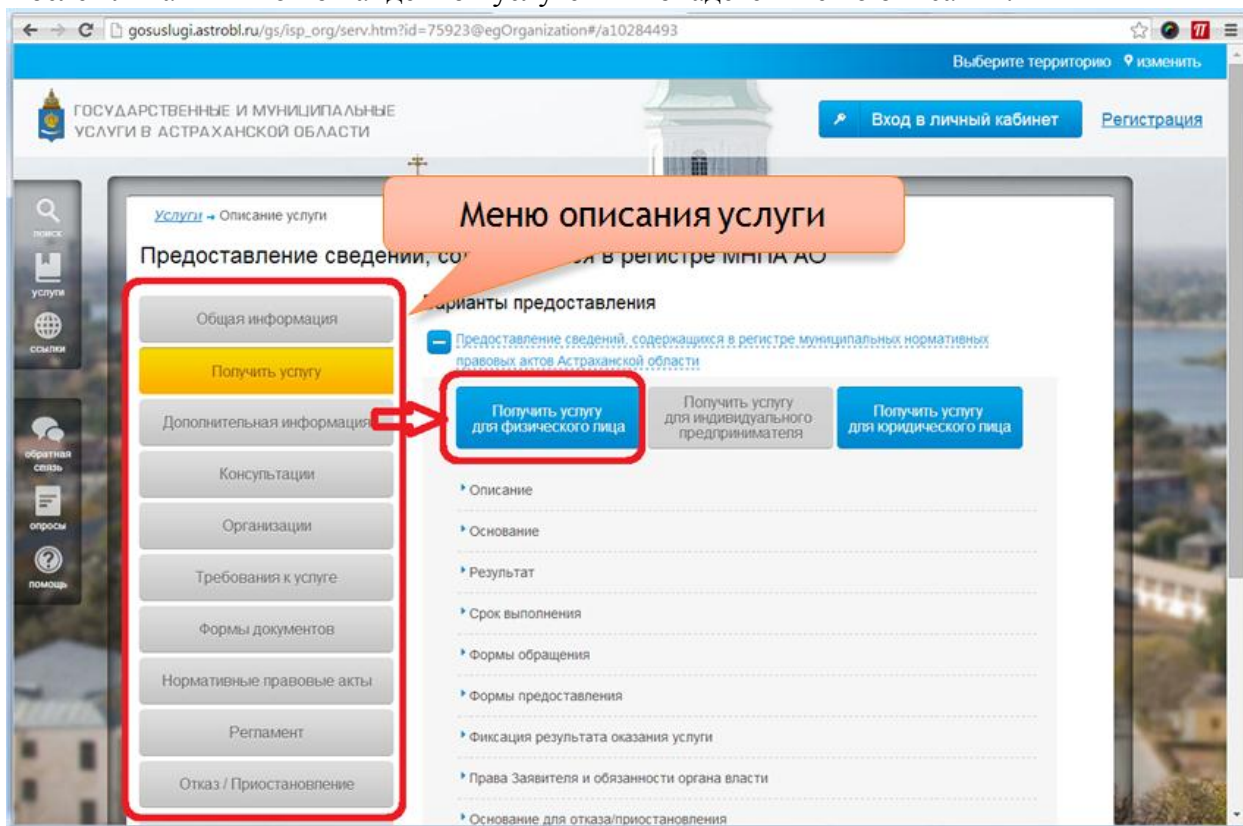 gosuslugi.astrobl.ru/gs/isp_org/serv.htm?id=75923@egOrganization#/a10284493
Выберите территорию изменить
ГОСУДАРСТВЕННЫЕ И МУНИЦИПАЛЬНЫЕ
УСЛУГИ В АСТРАХАНСКОЙ ОБЛАСТИ
Вход в личный кабинет
Регистрация
поиск
услуги
ссылки
обратная
связь
опросы
помощь
Услуги → Описание услуги
Меню описания услуги
Предоставление сведений, со я в регистре МНПА АО
Общая информация
Получить услугу
Дополнительная информация
Консультации
Организации
Требования к услуге
Формы документов
Нормативные правовые акты
Регламент
Отказ / Приостановление
Варианты предоставления
Предоставление сведений, содержащихся в регистре муниципальных нормативных
правовых актов Астраханской области
Получить услугу
для физического лица
Получить услугу
для индивидуального
предпринимателя
Получить услугу
для юридического лица
Описание
Основание
Результат
Срок выполнения
Формы обращения
Формы предоставления
Фиксация результата оказания услуги
Права Заявителя и обязанности органа власти
Основание для отказа/приостановления